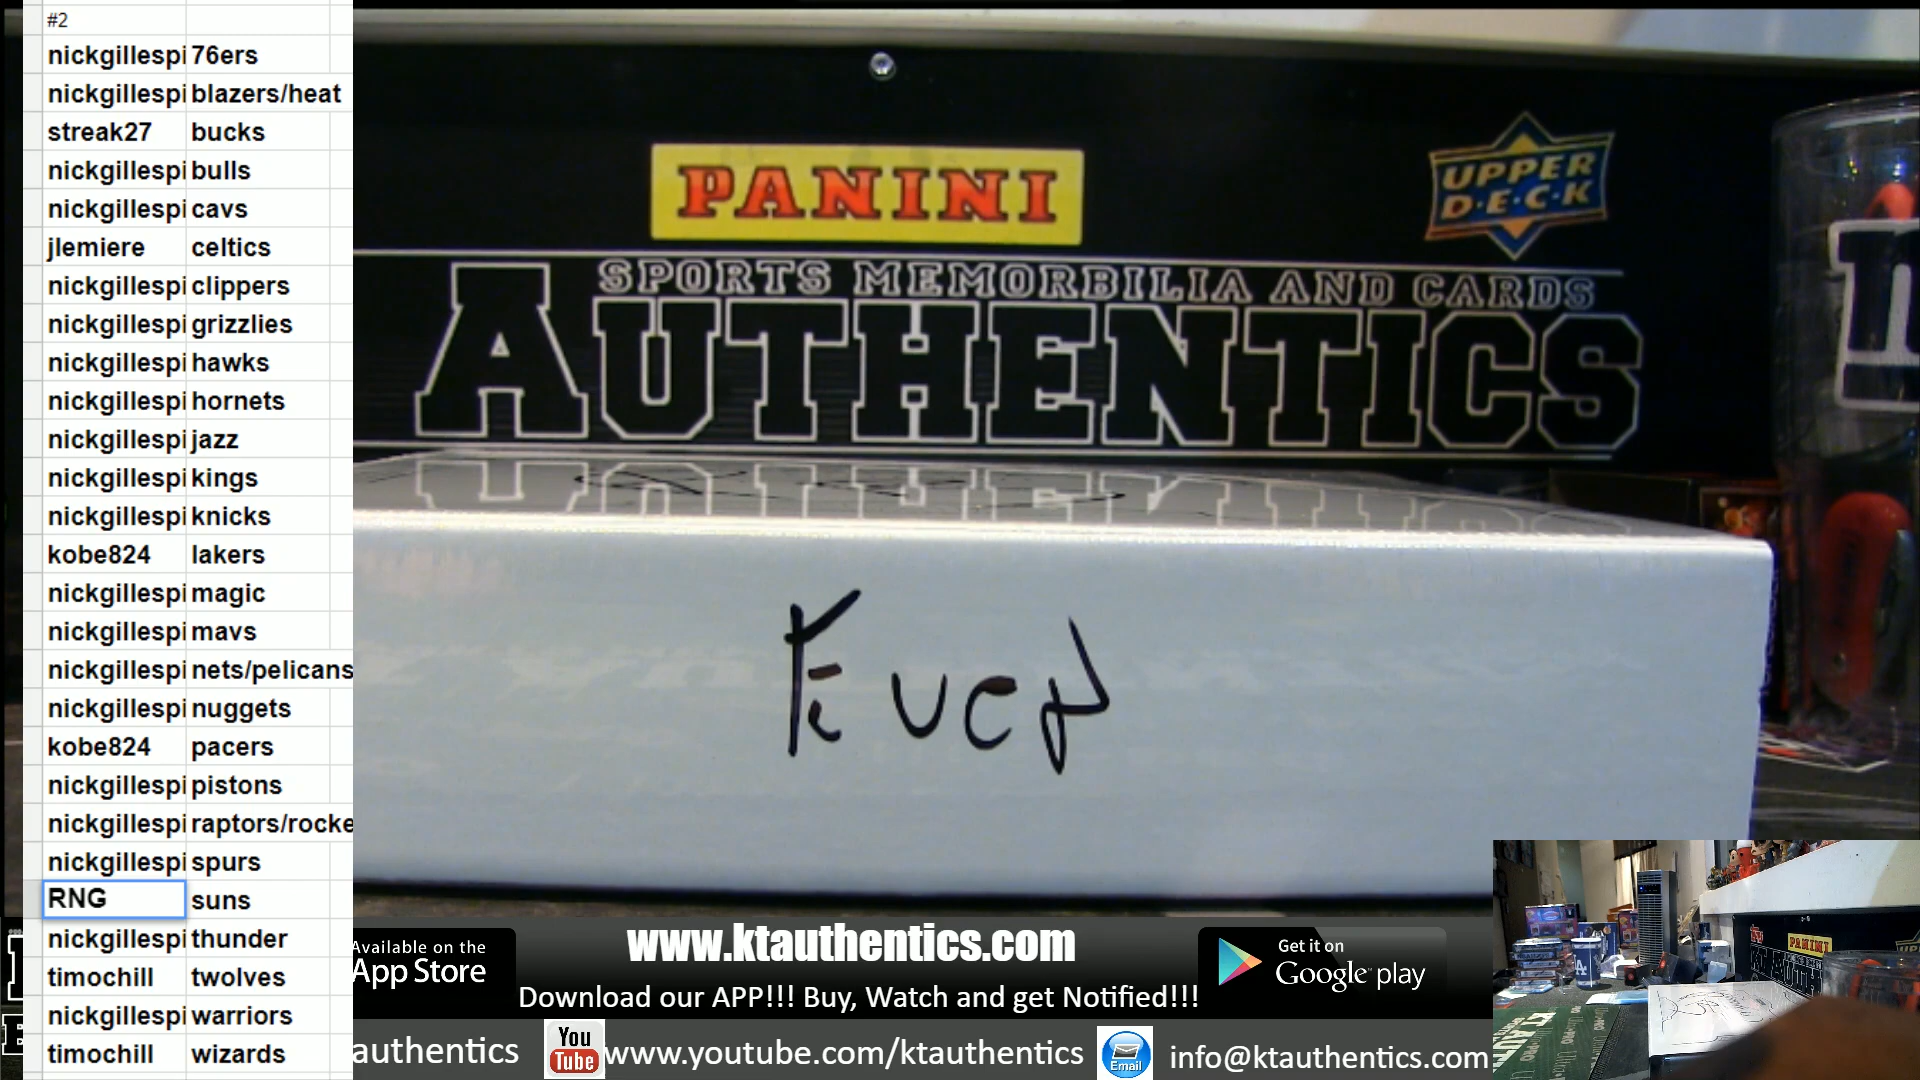 #2
nickgillespi 76ers
nickgillespi blazers/heat
streak27 bucks
nickgillespi bulls
nickgillespi cavs
jlemiere celtics
nickgillespi clippers
nickgillespi grizzlies
nickgillespi hawks
nickgillespi hornets
nickgillespi jazz
nickgillespi kings
nickgillespi knicks
kobe824 lakers
nickgillespi magic
nickgillespi mavs
nickgillespi nets/pelicans
nickgillespi nuggets
kobe824 pacers
nickgillespi pistons
nickgillespi raptors/rocke
nickgillespi spurs
RNG suns
nickgillespi thunder
timochill twolves
nickgillespi warriors
timochill wizards
PANINI
UPPER
D·E·C·K
SPORTS MEMORBILIA AND CARDS
AUTHENTICS
Available on the
App Store
www.ktauthentics.com
Download our APP!!! Buy, Watch and get Notified!!!
Get it on
Google play
authentics
You
Tube
www.youtube.com/ktauthentics
Email
info@ktauthentics.com
PANINI